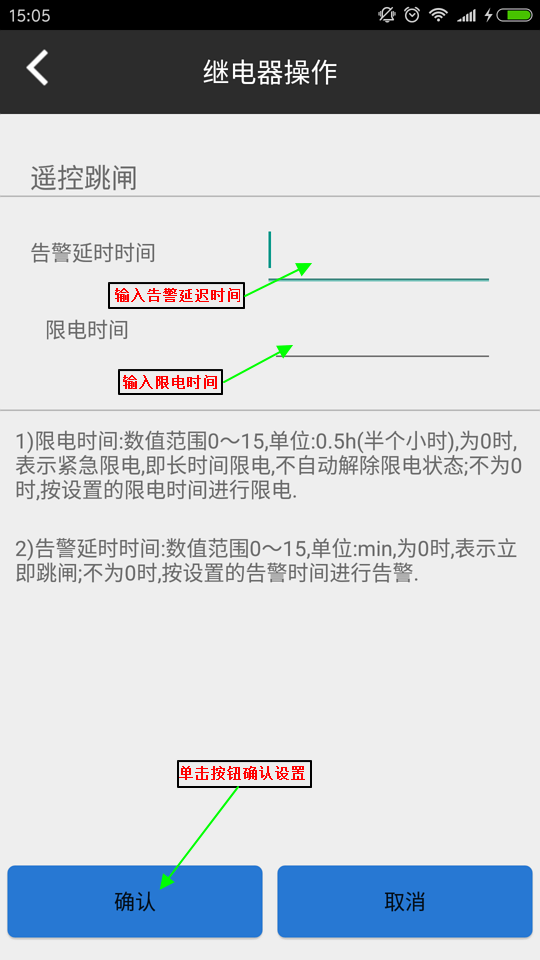 15:05
继电器操作
遥控跳闸
告警延时时间
输入告警延迟时间
限电时间
输入限电时间
1)限电时间:数值范围0～15,单位:0.5h(半个小时),为0时,
表示紧急限电,即长时间限电,不自动解除限电状态;不为0
时,按设置的限电时间进行限电.
2)告警延时时间:数值范围0～15,单位:min,为0时,表示立
即跳闸;不为0时,按设置的告警时间进行告警.
单击按钮确认设置
确认
取消